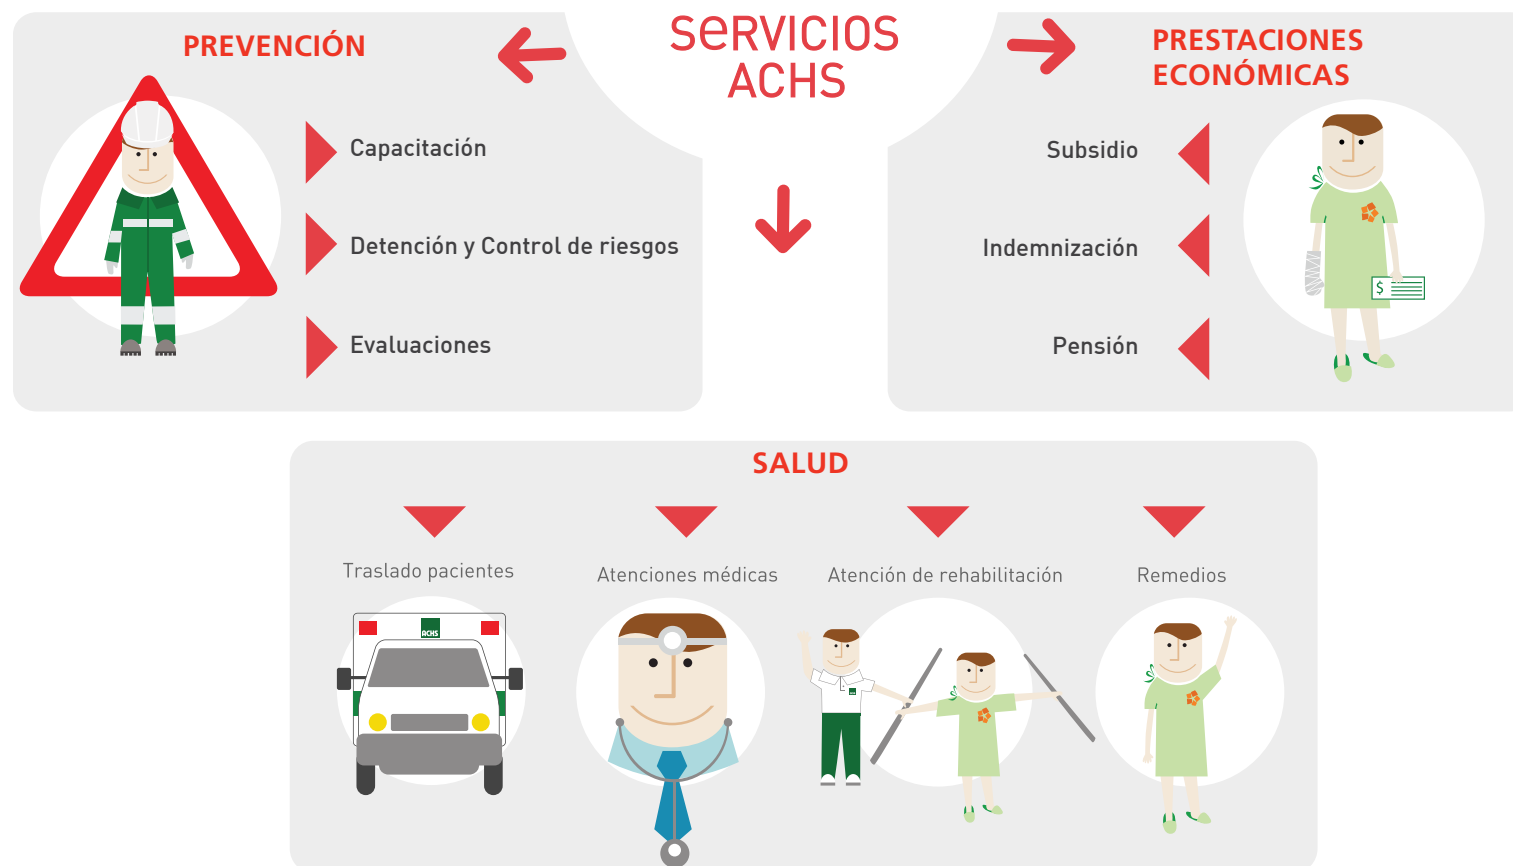 SeRVICIOS
ACHS
PREVENCIÓN
Capacitación
Detención y Control de riesgos
Evaluaciones
PRESTACIONES
ECONÓMICAS
Subsidio
Indemnización
Pensión
$
SALUD
Traslado pacientes
Atenciones médicas
Atención de rehabilitación
Remedios
ACHS